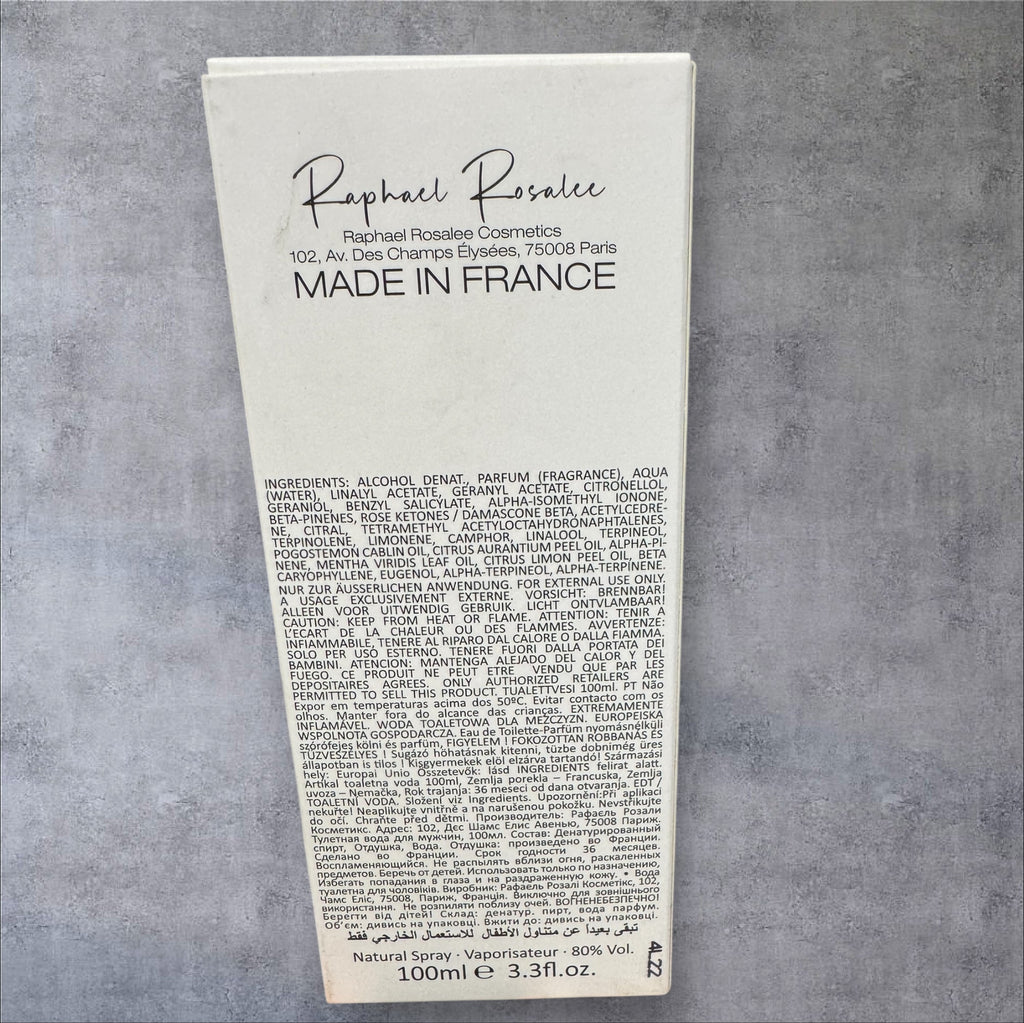 Raphael Rosalee
Raphael Rosalee Cosmetics
102, Av. Des Champs Élysées, 75008 Paris
MADE IN FRANCE
INGREDIENTS: ALCOHOL DENAT., PARFUM (FRAGRANCE), AQUA
(WATER), LINALYL ACETATE, GERANYL ACETATE, CITRONELLOL,
GERANIOL, BENZYL SALICYLATE, ALPHA-ISOMETHYL IONONE,
BETA-PINENES, ROSE KETONES / DAMASCONE BETA, ACETYLCEDRE-
NE, CITRAL, TETRAMETHYL ACETYLOCTAHYDRONAPHTALENES,
TERPINOLENE, LIMONENE, CAMPHOR, LINALOOL, TERPINEOL,
POGOSTEMON CABLIN OIL, CITRUS AURANTIUM PEEL OIL, ALPHA-PI-
NENE, MENTHA VIRIDIS LEAF OIL, CITRUS LIMON PEEL OIL, BETA
CARYOPHYLLENE, EUGENOL, ALPHA-TERPINEOL, ALPHA-TERPINENE.
NUR ZUR ÄUSSERLICHEN ANWENDUNG. FOR EXTERNAL USE ONLY.
A USAGE EXCLUSIVEMENT EXTERNE. VORSICHT: BRENNBAR!
ALLEEN VOOR UITWENDIG GEBRUIK. LICHT ONTVLAMBAAR!
CAUTION: KEEP FROM HEAT OR FLAME. ATTENTION: TENIR A
L'ECART DE LA CHALEUR OU DES FLAMMES. AVVERTENZE:
INFIAMMABILE, TENERE AL RIPARO DAL CALORE O DALLA FIAMMA.
SOLO PER USO ESTERNO. TENERE FUORI DALLA PORTATA DEI
BAMBINI. ATENCION: MANTENGA ALEJADO DEL CALOR Y DEL
FUEGO. CE PRODUIT NE PEUT ETRE VENDU QUE PAR LES
DEPOSITAIRES AGREES. ONLY AUTHORIZED RETAILERS ARE
PERMITTED TO SELL THIS PRODUCT. TUALETTVESI 100ml. PT Não
Expor em temperaturas acima dos 50ºC. Evitar contacto com os
olhos. Manter fora do alcance das crianças. EXTREMAMENTE
INFLAMÁVEL. WODA TOALETOWA DLA MEZCZYZN. EUROPEISKA
WSPOLNOTA GOSPODARCZA. Eau de Toilette-Parfüm nyomásnélküli
szórófejes kölni és parfüm, FIGYELEM ! FOKOZOTTAN ROBBANÁS ÉS
TŰZVESZÉLYES ! Sugázó hőhatásnak kitenni, tüzbe dobnimég üres
állapotban is tilos ! Kisgyermekek elöl elzárva tartandó! Származási
hely: Europai Unio Összetevők: lásd INGREDIENTS felirat alatt.
Artikal toaletna voda 100ml, Zemlja porekla – Francuska, Zemlja
uvoza – Nemačka, Rok trajanja: 36 meseci od dana otvaranja. EDT /
TOALETNÍ VODA. Složení viz Ingredients. Upozornění:Při aplikaci
nekuřte! Neaplikujte vnitřně a na narušenou pokožku. Nevstřikujte
do očí. Chraňte před dětmi. Производитель: Рафаэль Розали
Косметикс. Адрес: 102, Дес Шамс Елис Авенью, 75008 Париж.
Тулетная вода для мужчин, 100мл. Состав: Денатурированный
спирт, Отдушка, Вода. Отдушка: произведено во Франции.
Сделано во Франции. Срок годности 36 месяцев.
Воспламеняющийся. Не распылять вблизи огня, раскаленных
предметов. Беречь от детей. Использовать только по назначению,
Избегать попадания в глаза и на раздраженную кожу. • Вода
туалетна для чоловіків. Виробник: Рафаель Розалі Косметікс, 102,
Чамс Еліс, 75008, Париж, Франція. Виключно для зовнішнього
використання. Не розпиляти поблизу очей. ВОГНЕНЕБЕЗПЕЧНО!
Берегти від дітей! Склад: денатур. пирт, вода парфум.
Об'єм: дивись на упаковці. Вжити до: дивись на упаковці.
تبقى بعيداً عن متناول الأطفال للاستعمال الخارجي فقط
Natural Spray · Vaporisateur · 80% Vol.
100ml e 3.3fl.oz.
4L22